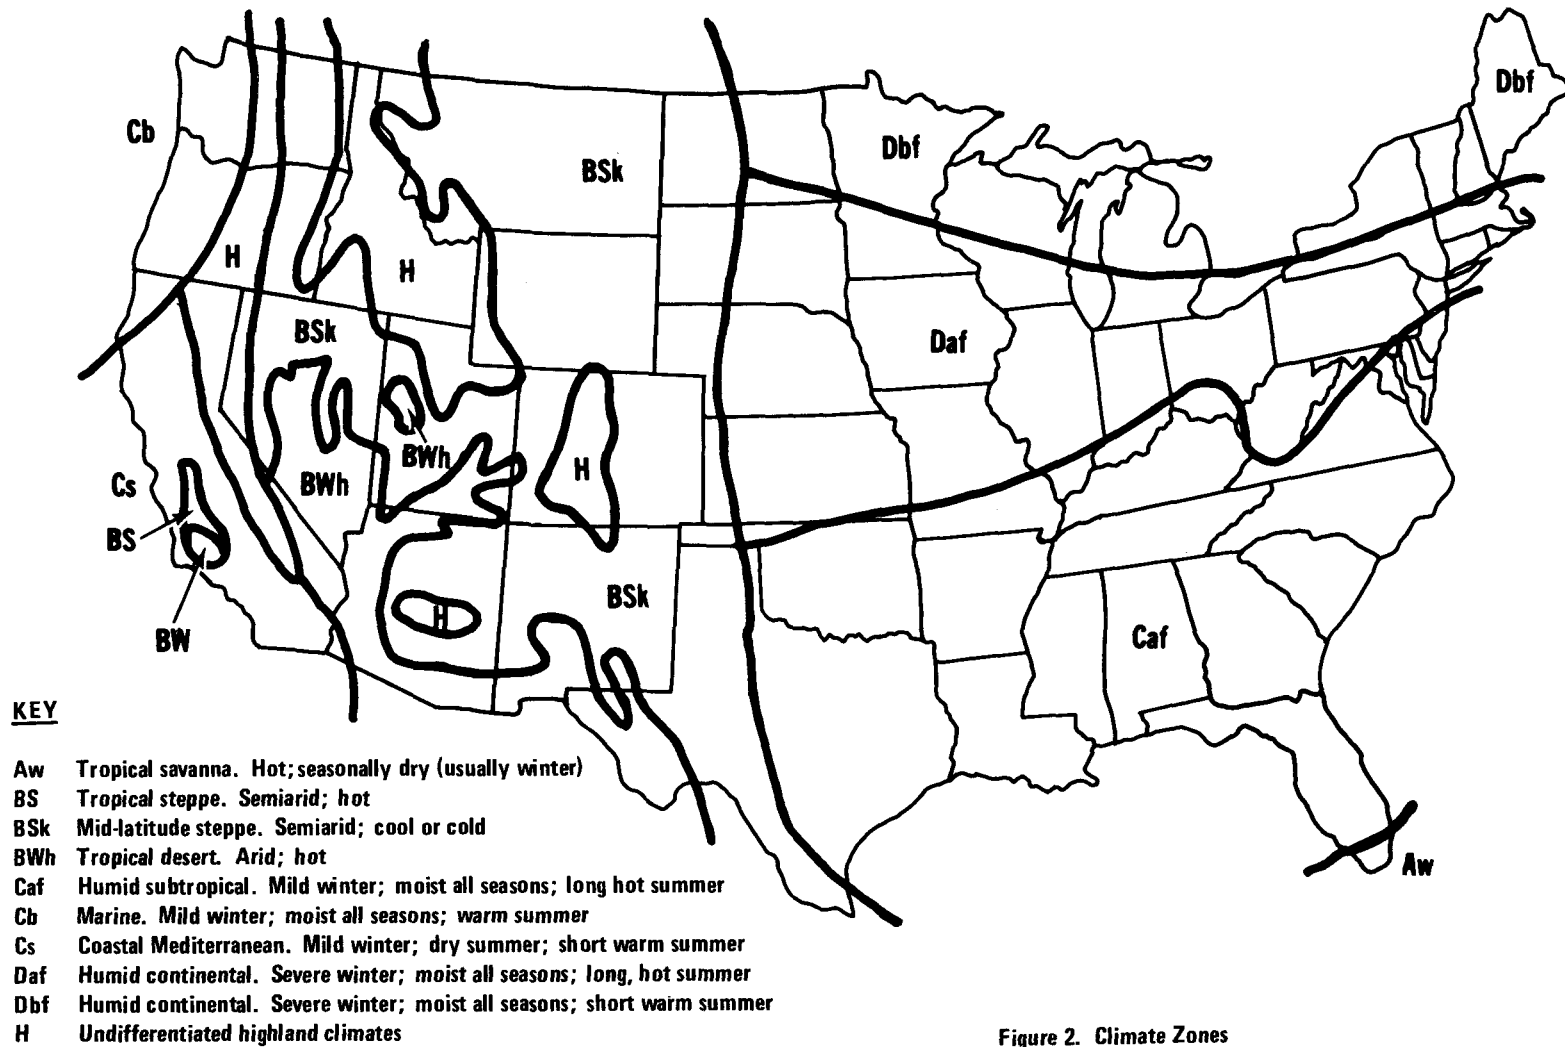 Dbf
Cb
Dbf
BSk
H
H
BSk
Daf
BWh
H
Cs
BWh
BS
BSk
H
BW
Caf
Aw
KEY
Aw Tropical savanna. Hot; seasonally dry (usually winter)
BS Tropical steppe. Semiarid; hot
BSk Mid-latitude steppe. Semiarid; cool or cold
BWh Tropical desert. Arid; hot
Caf Humid subtropical. Mild winter; moist all seasons; long hot summer
Cb Marine. Mild winter; moist all seasons; warm summer
Cs Coastal Mediterranean. Mild winter; dry summer; short warm summer
Daf Humid continental. Severe winter; moist all seasons; long, hot summer
Dbf Humid continental. Severe winter; moist all seasons; short warm summer
H Undifferentiated highland climates
Figure 2. Climate Zones